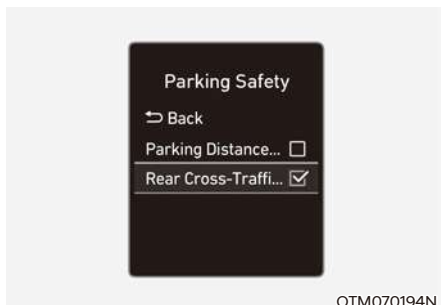 Parking Safety
Back
Parking Distance...
Rear Cross-Traffi...
OTM070194N